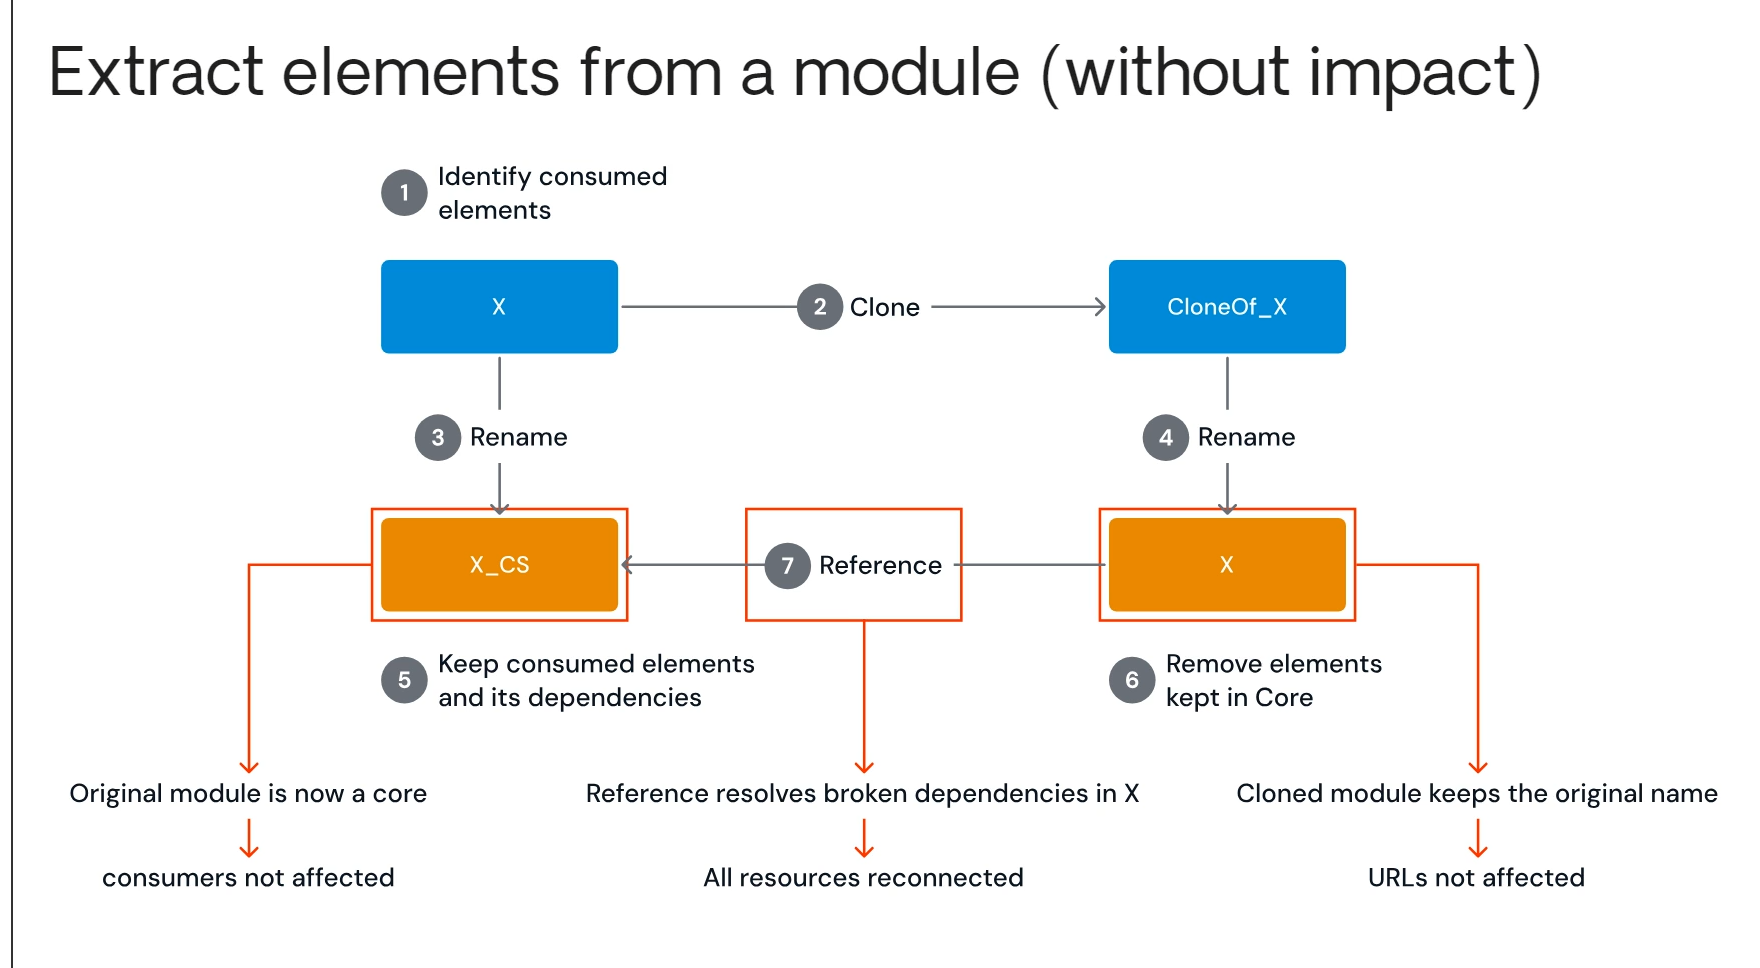 Extract elements from a module (without impact)
1 Identify consumed
elements
X
2 Clone
CloneOf_X
3 Rename
4 Rename
X_CS
7 Reference
X
5 Keep consumed elements
and its dependencies
6 Remove elements
kept in Core
Original module is now a core
Reference resolves broken dependencies in X
Cloned module keeps the original name
consumers not affected
All resources reconnected
URLs not affected